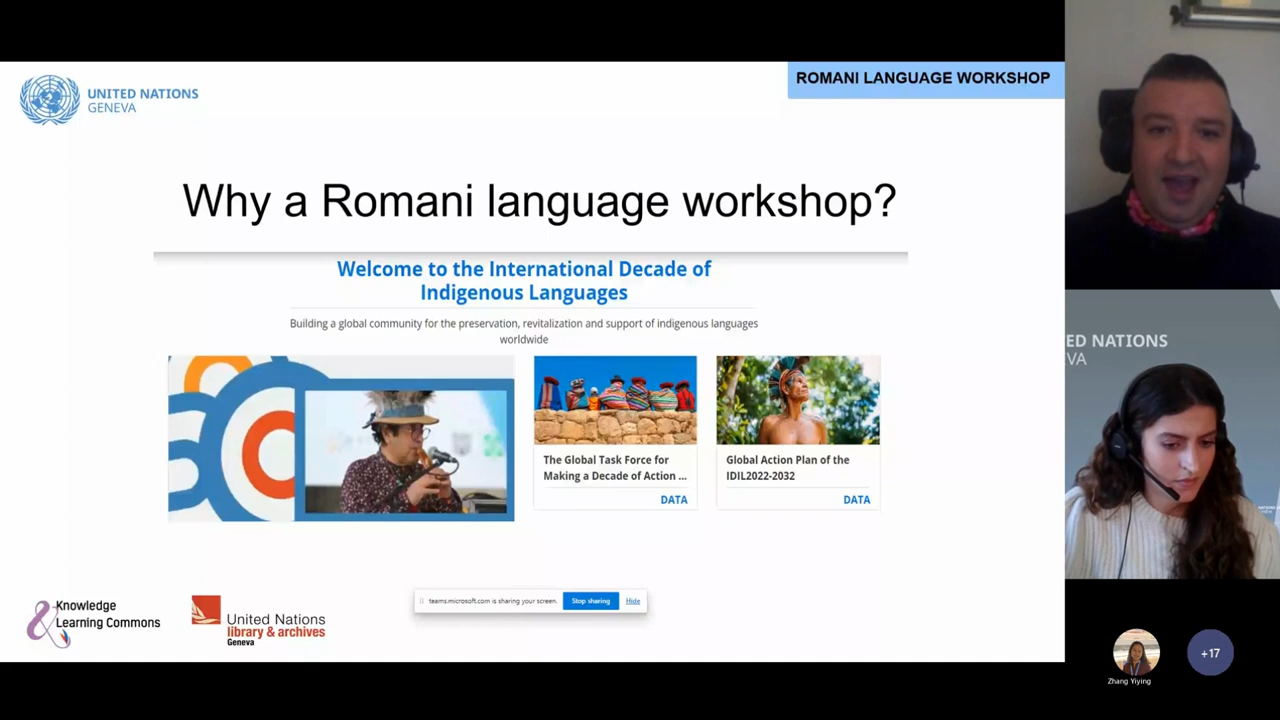 UNITED NATIONS
GENEVA
ROMANI LANGUAGE WORKSHOP
Why a Romani language workshop?
Welcome to the International Decade of
Indigenous Languages
Building a global community for the preservation, revitalization and support of indigenous languages
worldwide
The Global Task Force for
Making a Decade of Action ...
DATA
Global Action Plan of the
IDIL2022-2032
DATA
Knowledge
& Learning Commons
United Nations
library & archives
Geneva
teams.microsoft.com is sharing your screen.
Stop sharing
Hide
ED NATIONS
VA
Zhang Yiying
+17